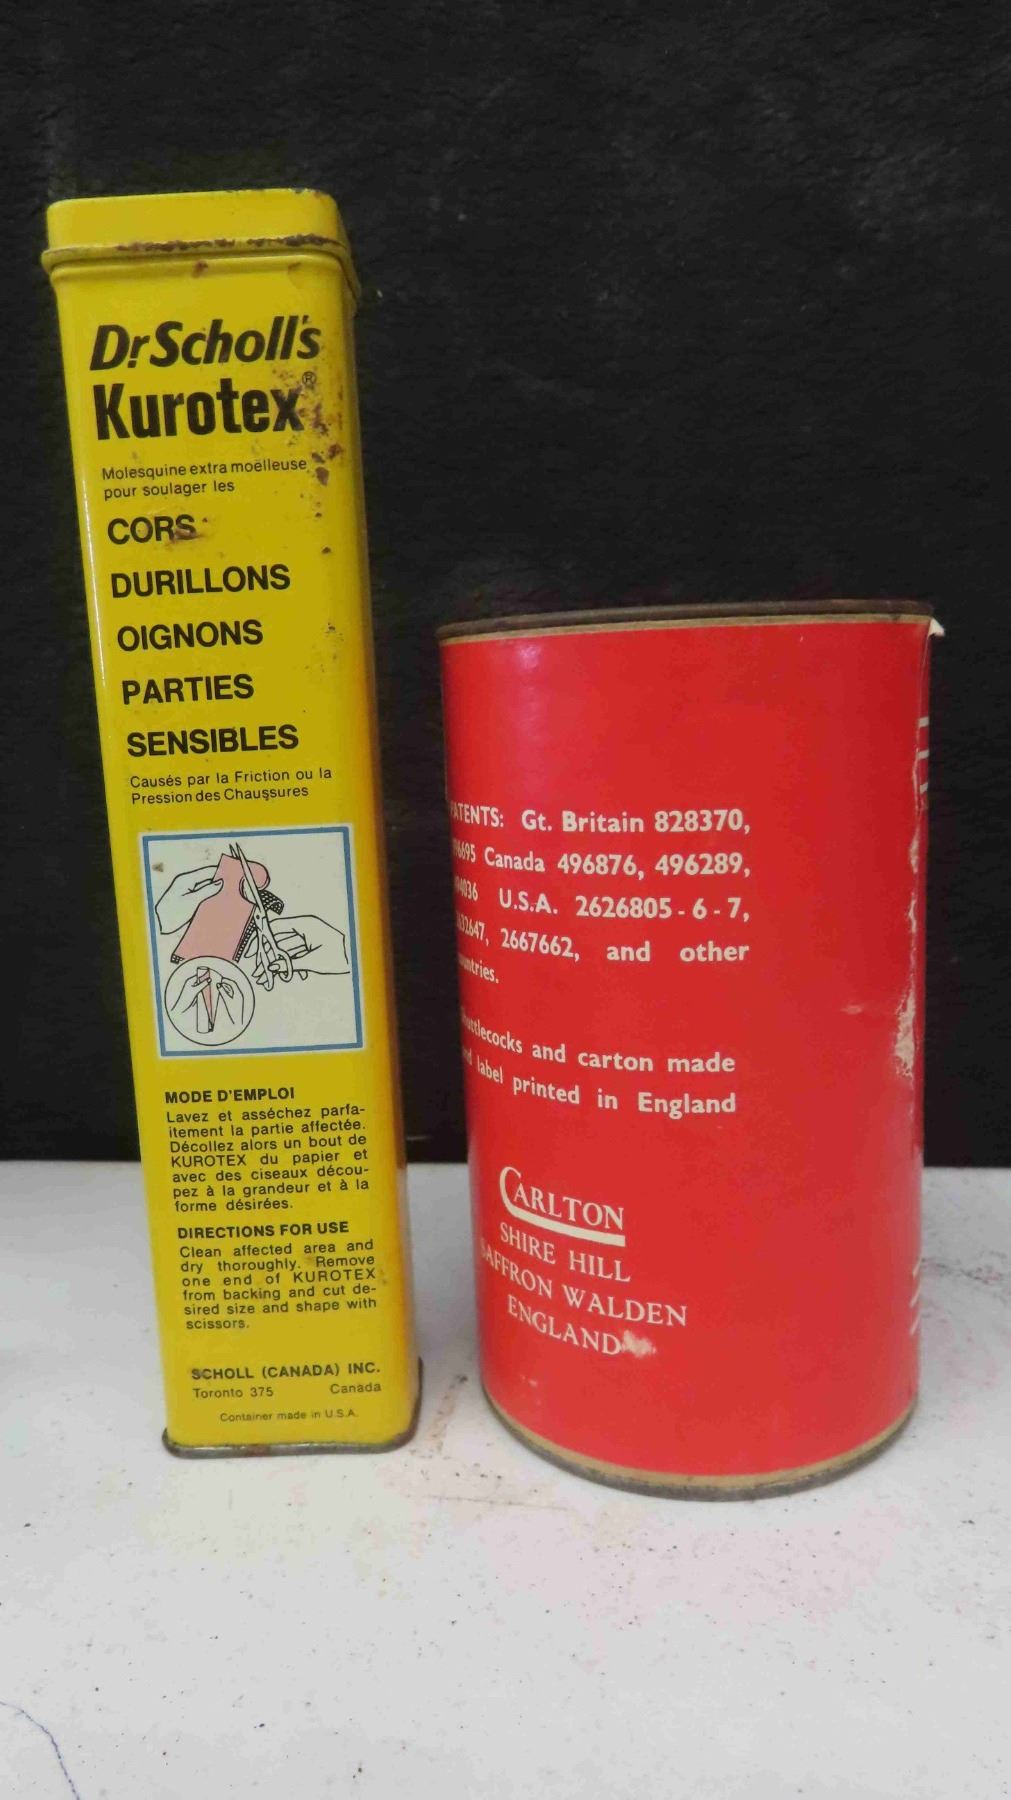 Dr Scholl's
Kurotex®
Molesquine extra moëlleuse
pour soulager les
CORS
DURILLONS
OIGNONS
PARTIES
SENSIBLES
Causés par la Friction ou la
Pression des Chaussures
MODE D'EMPLOI
Lavez et asséchez parfa-
itement la partie affectée.
Décollez alors un bout de
KUROTEX du papier et
avec des ciseaux décou-
pez à la grandeur et à la
forme désirées.
DIRECTIONS FOR USE
Clean affected area and
dry thoroughly. Remove
one end of KUROTEX
from backing and cut de-
sired size and shape with
scissors.
SCHOLL (CANADA) INC.
Toronto 375 Canada
Container made in U.S.A.
PATENTS: Gt. Britain 828370,
Canada 496876, 496289,
U.S.A. 2626805-6-7,
2667662, and other
and carton made
label printed in England
CARLTON
SHIRE HILL
SAFFRON WALDEN
ENGLAND